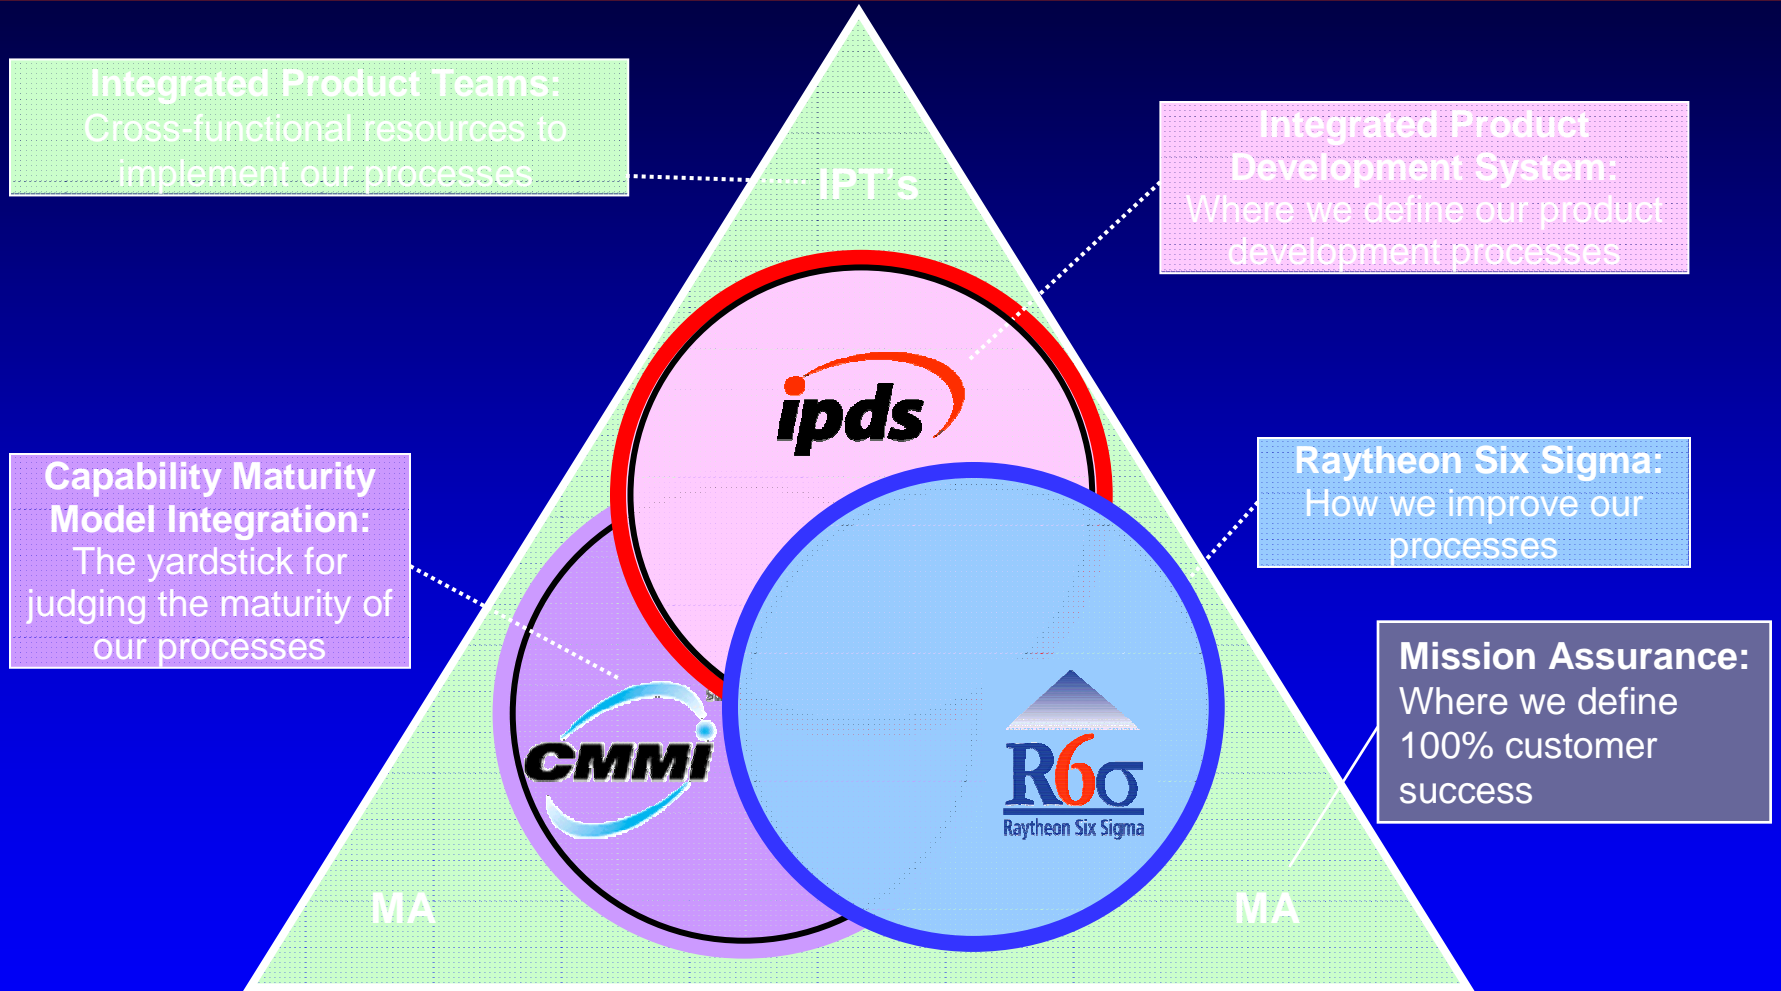 Integrated Product Teams:
Cross-functional resources to
implement our processes
IPT's
Integrated Product
Development System:
Where we define our product
development processes
ipds
Capability Maturity
Model Integration:
The yardstick for
judging the maturity of
our processes
Raytheon Six Sigma:
How we improve our
processes
CMMI
R6σ
Raytheon Six Sigma
Mission Assurance:
Where we define
100% customer
success
MA
MA